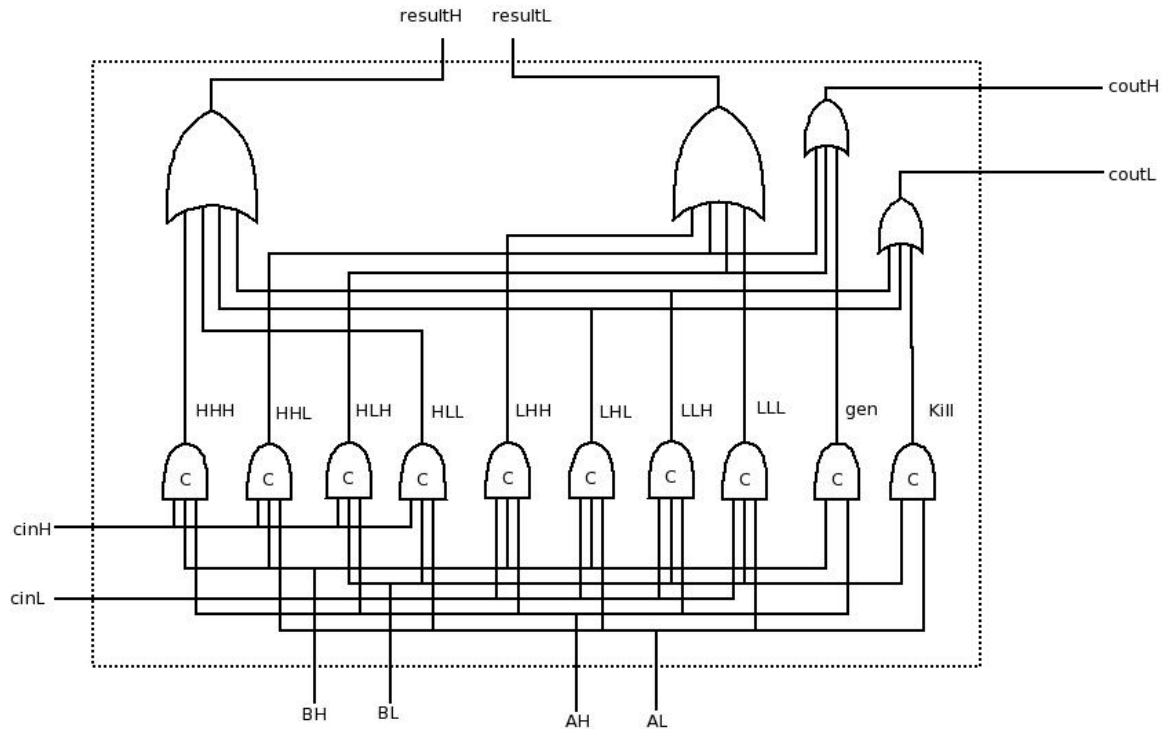 resultH resultL
coutH
coutL
HHH HHL HLH HLL LHH LHL LLH LLL gen Kill
C C C C C C C C C C
cinH
cinL
BH BL AH AL